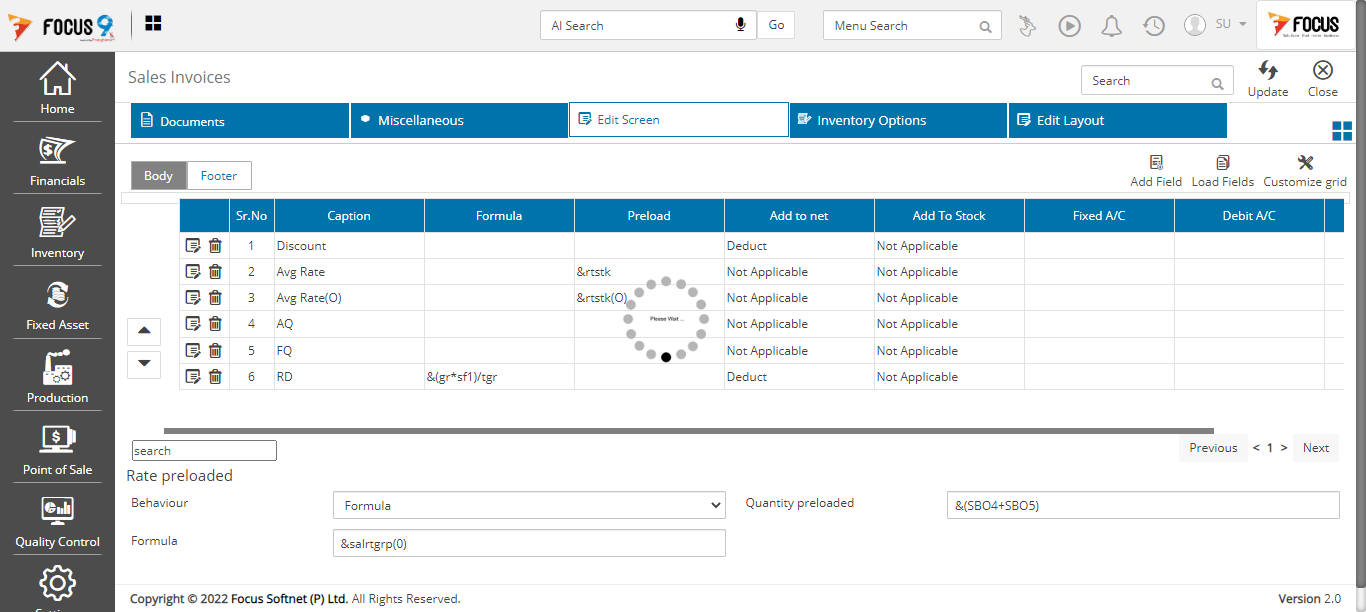 FOCUS 9
AI Search
Go
Menu Search
SU
FOCUS
Home
Financials
Inventory
Fixed Asset
Production
Point of Sale
Quality Control
Sales Invoices
Search
Update
Close
Documents
Miscellaneous
Edit Screen
Inventory Options
Edit Layout
Body
Footer
Add Field
Load Fields
Customize grid
Sr.No Caption Formula Preload Add to net Add To Stock Fixed A/C Debit A/C
1 Discount Deduct Not Applicable
2 Avg Rate &rtstk Not Applicable Not Applicable
3 Avg Rate(O) &rtstk(O) Not Applicable Not Applicable
4 AQ Not Applicable Not Applicable
5 FQ Not Applicable Not Applicable
6 RD &(gr*sf1)/tgr Deduct Not Applicable
Please Wait ...
search
Previous < 1 > Next
Rate preloaded
Behaviour Formula Quantity preloaded &(SBO4+SBO5)
Formula &salrtgrp(0)
Copyright © 2022 Focus Softnet (P) Ltd. All Rights Reserved.
Version 2.0